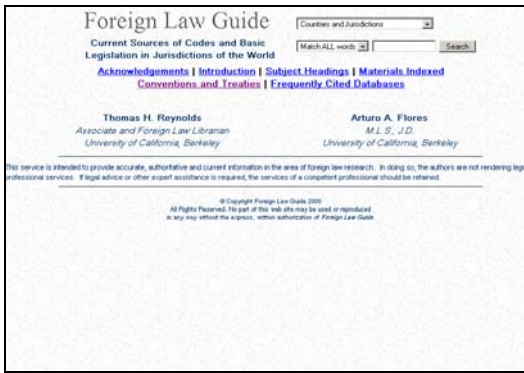 Foreign Law Guide
Current Sources of Codes and Basic
Legislation in Jurisdictions of the World
Countries and Jurisdictions
Match ALL words
Search
Acknowledgements | Introduction | Subject Headings | Materials Indexed
Conventions and Treaties | Frequently Cited Databases
Thomas H. Reynolds
Associate and Foreign Law Librarian
University of California, Berkeley
Arturo A. Flores
M.L.S., J.D.
University of California, Berkeley
This service is intended to provide accurate, authoritative and current information in the area of foreign law research. In doing so, the authors are not rendering lega
professional services. If legal advice or other expert assistance is required, the services of a competent professional should be retained.
© Copyright Foreign Law Guide 2000
All Rights Reserved. No part of this web site may be used or reproduced
in any way without the express, written authorization of Foreign Law Guide.